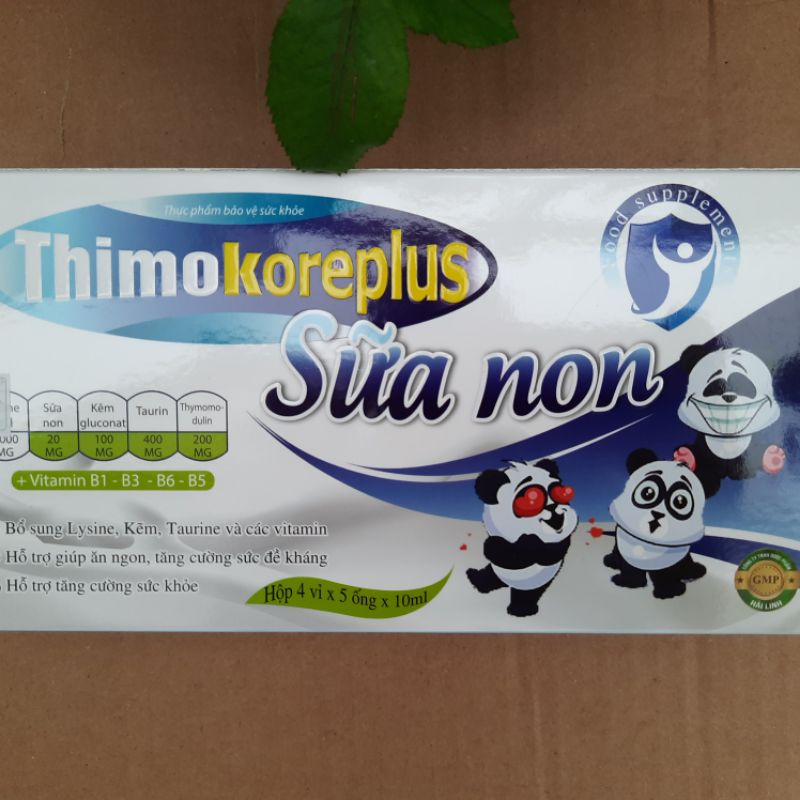 Thực phẩm bảo vệ sức khỏe
Thimokoreplus
food supplement
Sữa non
Sữa non
20 MG
Kẽm gluconat
100 MG
Taurin
400 MG
Thymomodulin
200 MG
+ Vitamin B1 - B3 - B6 - B5
Bổ sung Lysine, Kẽm, Taurine và các vitamin
Hỗ trợ giúp ăn ngon, tăng cường sức đề kháng
Hỗ trợ tăng cường sức khỏe
Hộp 4 vỉ x 5 ống x 10ml
GMP
HẢI LINH